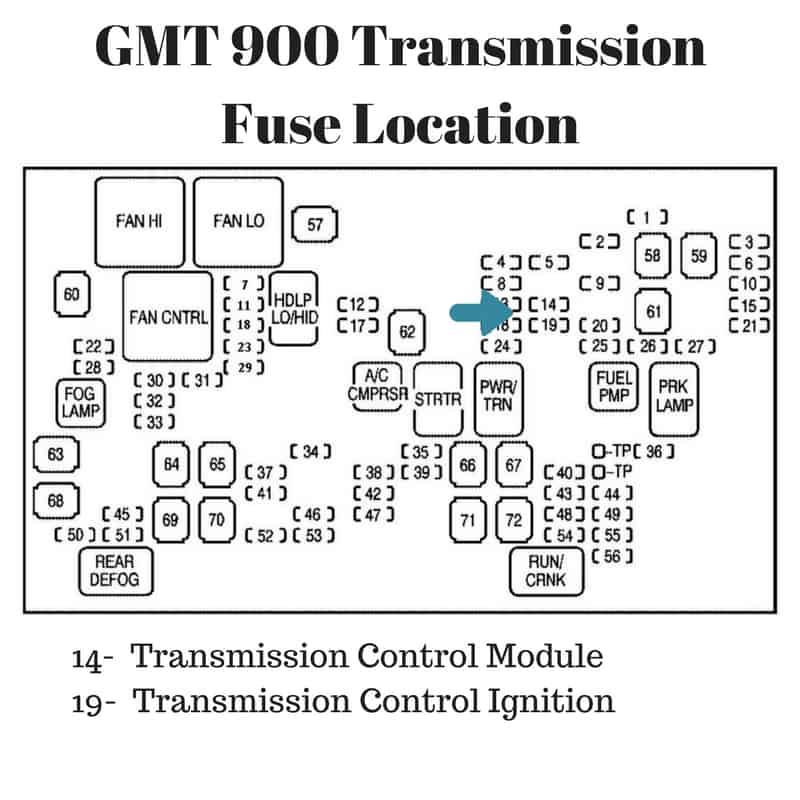 GMT 900 Transmission
Fuse Location
[ 1 ]
FAN HI FAN LO 57
[ 2 ] [ 3 ]
58 59
[ 4 ] [ 5 ] [ 6 ]
[ 7 ] [ 8 ] [ 9 ] [ 10 ]
60
HDLP
LO/HID
[ 11 ] [ 12 ] [ 14 ] [ 15 ]
61
FAN CNTRL
[ 18 ] [ 17 ] [ 19 ] [ 20 ] [ 21 ]
62
[ 22 ] [ 23 ] [ 24 ] [ 25 ] [ 26 ] [ 27 ]
[ 28 ] [ 29 ]
[ 30 ] [ 31 ]
[ 32 ]
[ 33 ]
FOG
LAMP
A/C
CMPRSR
STRTR
PWR/
TRN
FUEL
PMP
PRK
LAMP
[ 34 ] [ 35 ] O-TP [ 36 ]
63 64 65 66 67
[ 37 ] [ 38 ] [ 39 ] [ 40 ] O-TP
[ 41 ] [ 42 ] [ 43 ] [ 44 ]
68
[ 45 ] [ 46 ] [ 47 ] [ 48 ] [ 49 ]
69 70 71 72
[ 50 ] [ 51 ] [ 52 ] [ 53 ] [ 54 ] [ 55 ]
[ 56 ]
REAR
DEFOG
RUN/
CRNK
14- Transmission Control Module
19- Transmission Control Ignition